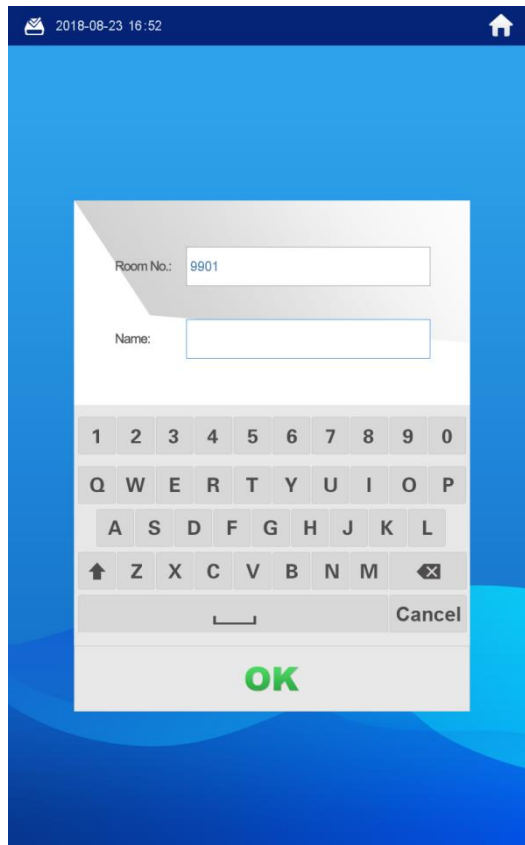 2018-08-23 16:52
Room No.: 9901
Name:
1 2 3 4 5 6 7 8 9 0
Q W E R T Y U I O P
A S D F G H J K L
Z X C V B N M
Cancel
OK